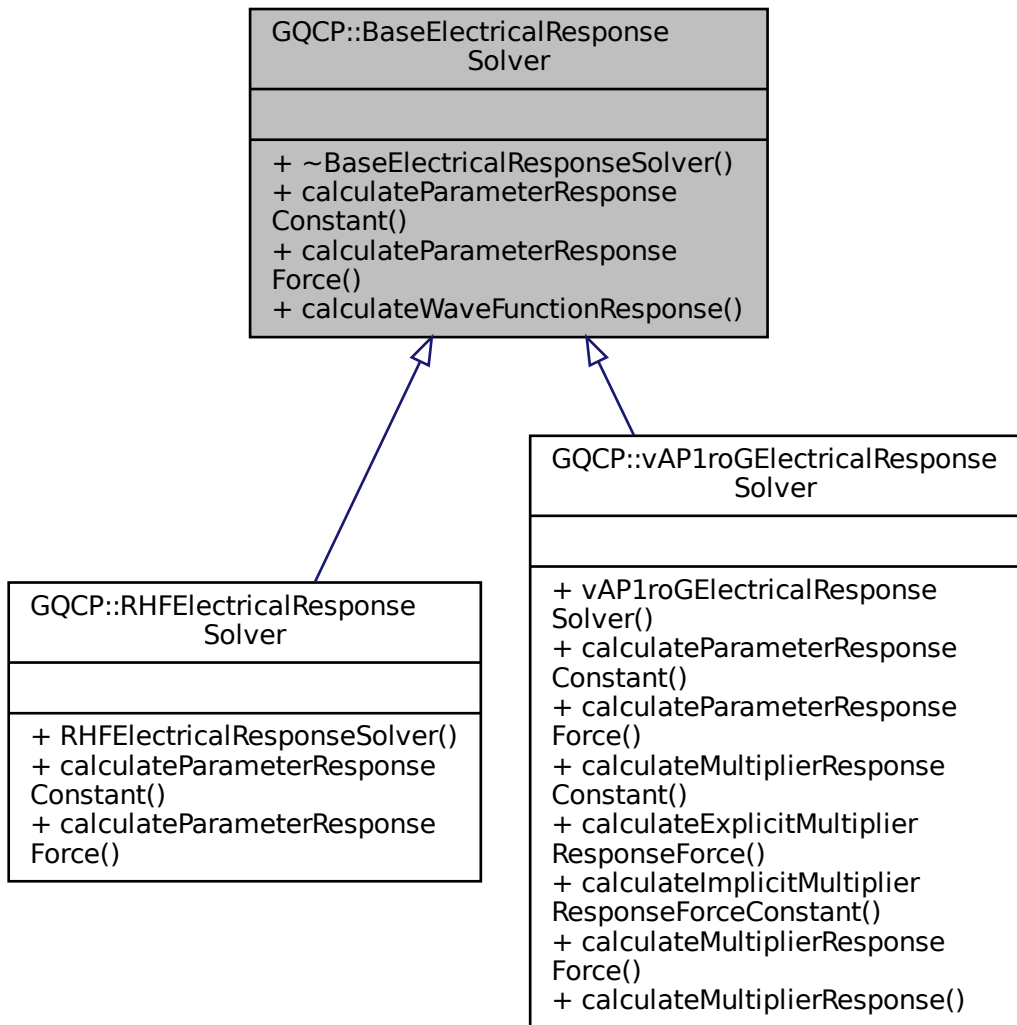 GQCP::BaseElectricalResponse
Solver
+ ~BaseElectricalResponseSolver()
+ calculateParameterResponse
Constant()
+ calculateParameterResponse
Force()
+ calculateWaveFunctionResponse()
GQCP::RHFElectricalResponse
Solver
+ RHFElectricalResponseSolver()
+ calculateParameterResponse
Constant()
+ calculateParameterResponse
Force()
GQCP::vAP1roGElectricalResponse
Solver
+ vAP1roGElectricalResponse
Solver()
+ calculateParameterResponse
Constant()
+ calculateParameterResponse
Force()
+ calculateMultiplierResponse
Constant()
+ calculateExplicitMultiplier
ResponseForce()
+ calculateImplicitMultiplier
ResponseForceConstant()
+ calculateMultiplierResponse
Force()
+ calculateMultiplierResponse()